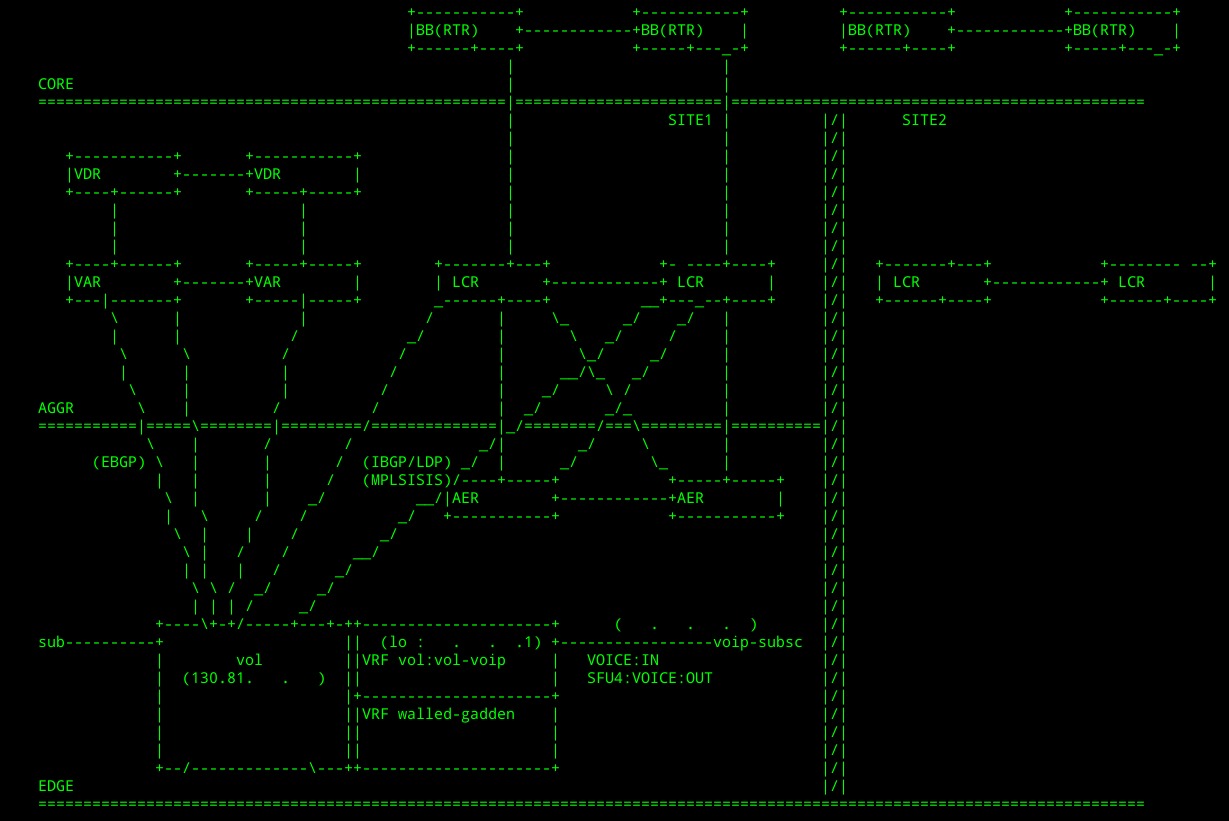 BB(RTR) BB(RTR) BB(RTR) BB(RTR)
CORE
SITE1 SITE2
VDR VDR
VAR VAR LCR LCR LCR LCR
AGGR
(EBGP) (IBGP/LDP)
(MPLSISIS)
AER AER
( . . . )
sub (lo : . . .1) voip-subsc
vol VRF vol:vol-voip VOICE:IN
(130.81. . ) SFU4:VOICE:OUT
VRF walled-gadden
EDGE